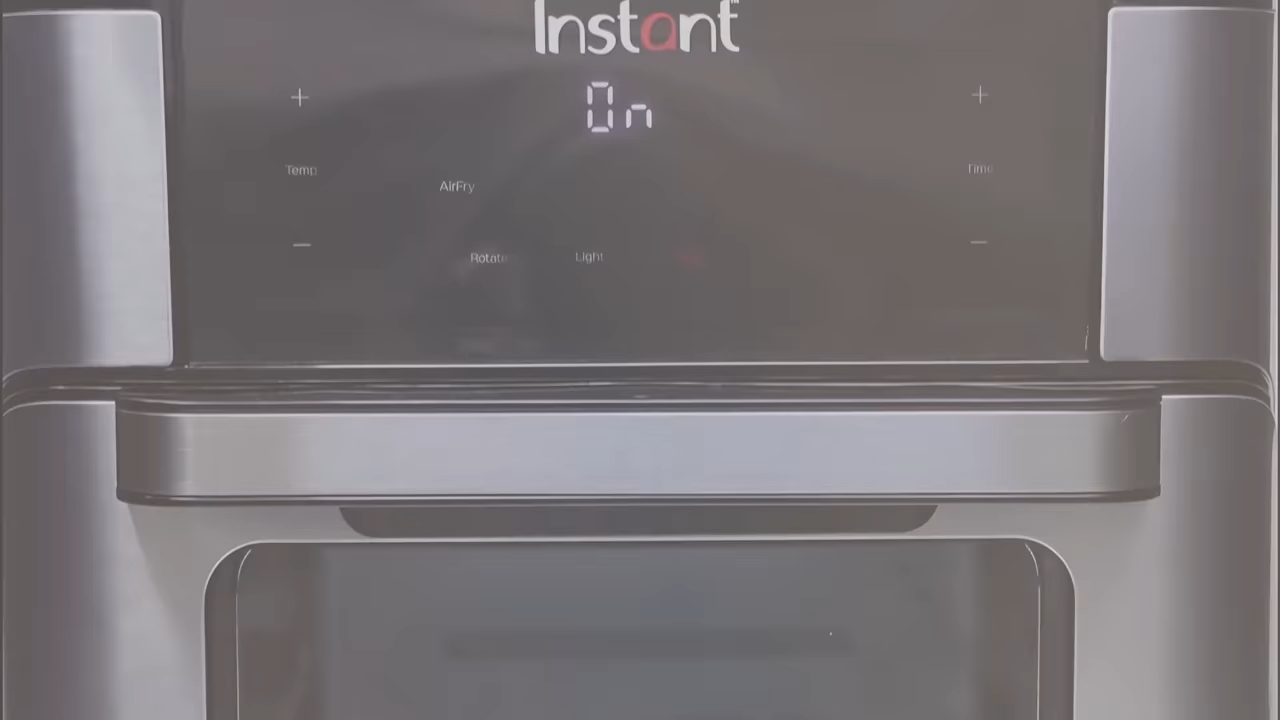 Instant
On
+ +
Temp Time
AirFry
− −
Rotate Light